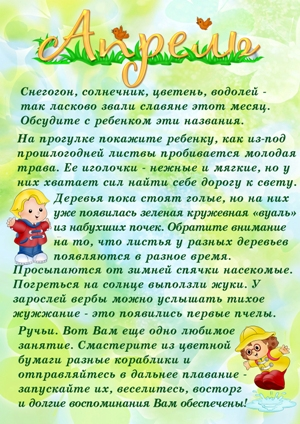 Апрель
Снегогон, солнечник, цветень, водолей -
так ласково звали славяне этот месяц.
Обсудите с ребенком эти названия.
На прогулке покажите ребенку, как из-под
прошлогодней листвы пробивается молодая
трава. Ее иголочки - нежные и мягкие, но у
них хватает сил найти себе дорогу к свету.
Деревья пока стоят голые, но на них
уже появилась зеленая кружевная «вуаль»
из набухших почек. Обратите внимание
на то, что листья у разных деревьев
появляются в разное время.
Просыпаются от зимней спячки насекомые.
Погреться на солнце выползли жуки. У
зарослей вербы можно услышать тихое
жужжание - это появились первые пчелы.
Ручьи. Вот Вам еще одно любимое
занятие. Смастерите из цветной
бумаги разные кораблики и
отправляйтесь в дальнее плавание -
запускайте их, веселитесь, восторг
и долгие воспоминания Вам обеспечены!